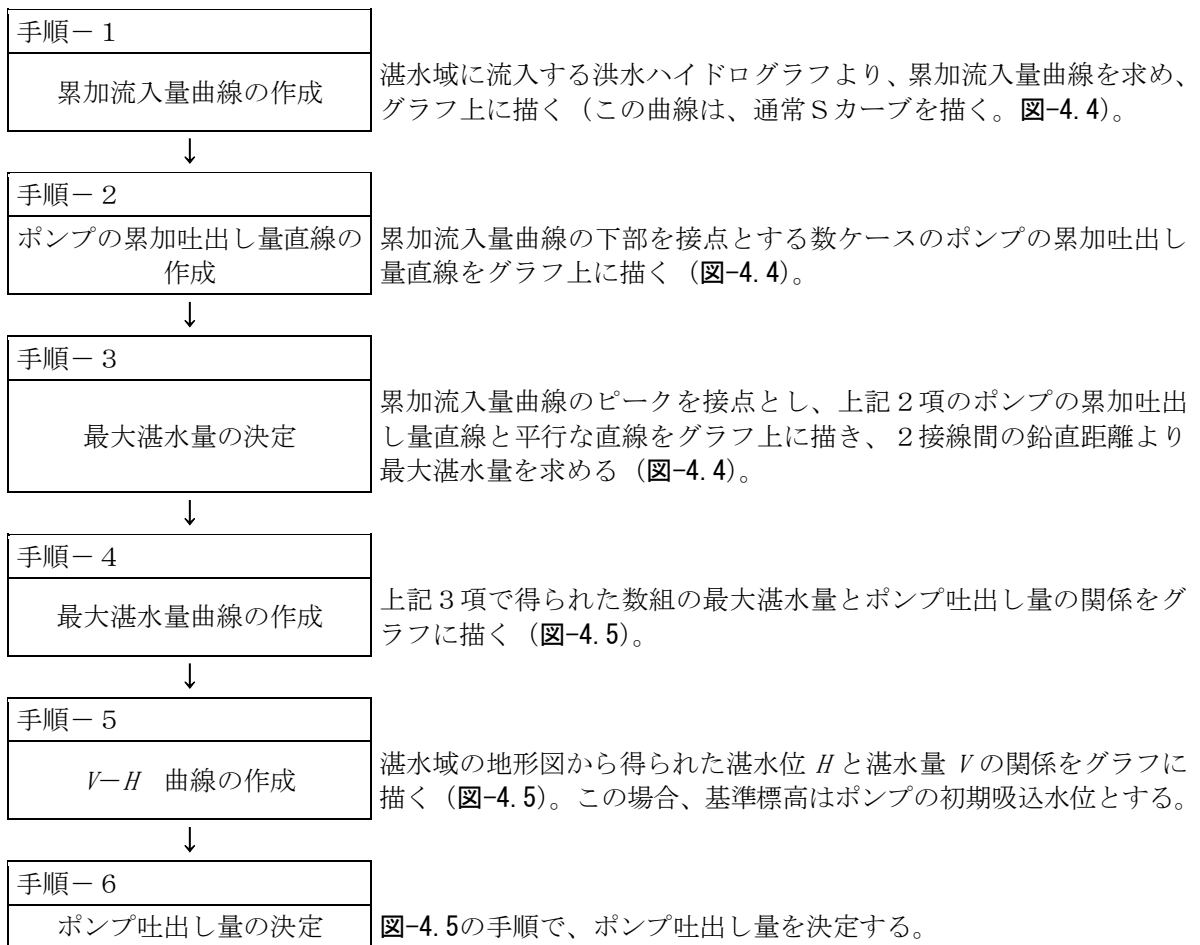 手順－１
累加流入量曲線の作成
湛水域に流入する洪水ハイドログラフより、累加流入量曲線を求め、
グラフ上に描く（この曲線は、通常Ｓカーブを描く。図-4.4）。
↓
手順－２
ポンプの累加吐出し量直線の
作成
累加流入量曲線の下部を接点とする数ケースのポンプの累加吐出し
量直線をグラフ上に描く（図-4.4）。
↓
手順－３
最大湛水量の決定
累加流入量曲線のピークを接点とし、上記２項のポンプの累加吐出
し量直線と平行な直線をグラフ上に描き、２接線間の鉛直距離より
最大湛水量を求める（図-4.4）。
↓
手順－４
最大湛水量曲線の作成
上記３項で得られた数組の最大湛水量とポンプ吐出し量の関係をグ
ラフに描く（図-4.5）。
↓
手順－５
V－H　曲線の作成
湛水域の地形図から得られた湛水位 H と湛水量 V の関係をグラフに
描く（図-4.5）。この場合、基準標高はポンプの初期吸込水位とする。
↓
手順－６
ポンプ吐出し量の決定
図-4.5の手順で、ポンプ吐出し量を決定する。